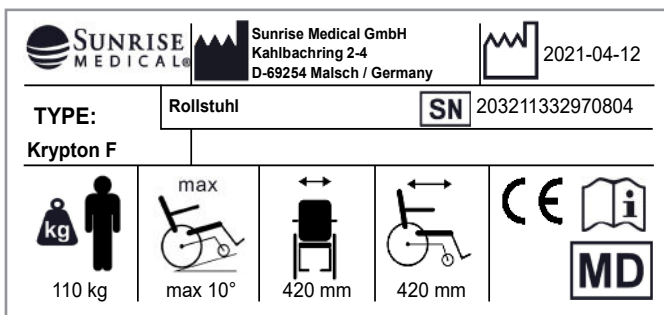 SUNRISE
MEDICAL®
Sunrise Medical GmbH
Kahlbachring 2-4
D-69254 Malsch / Germany
2021-04-12
TYPE:
Rollstuhl
SN 203211332970804
Krypton F
kg
110 kg
max
max 10°
420 mm
420 mm
CE
i
MD